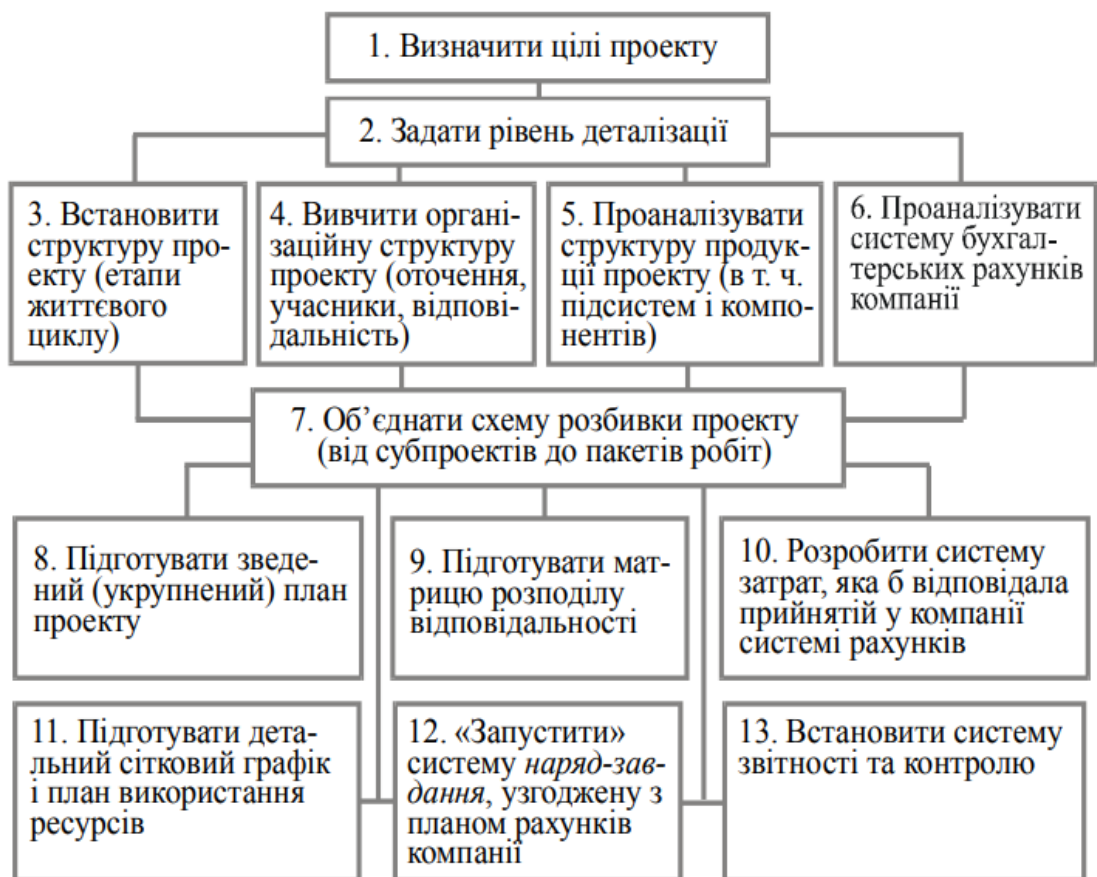 1. Визначити цілі проекту
2. Задати рівень деталізації
3. Встановити
структуру про-
екту (етапи
життєвого
циклу)
4. Вивчити органі-
заційну структуру
проекту (оточення,
учасники, відпові-
дальність)
5. Проаналізувати
структуру продук-
ції проекту (в т. ч.
підсистем і компо-
нентів)
6. Проаналізувати
систему бухгал-
терських рахунків
компанії
7. Об’єднати схему розбивки проекту
(від субпроектів до пакетів робіт)
8. Підготувати зведе-
ний (укрупнений) план
проекту
9. Підготувати мат-
рицю розподілу
відповідальності
10. Розробити систему
затрат, яка б відповідала
прийнятій у компанії
системі рахунків
11. Підготувати де-
тальний сітковий графік
і план використання
ресурсів
12. «Запустити»
систему наряд-зав-
дання, узгоджену з
планом рахунків
компанії
13. Встановити систему
звітності та контролю